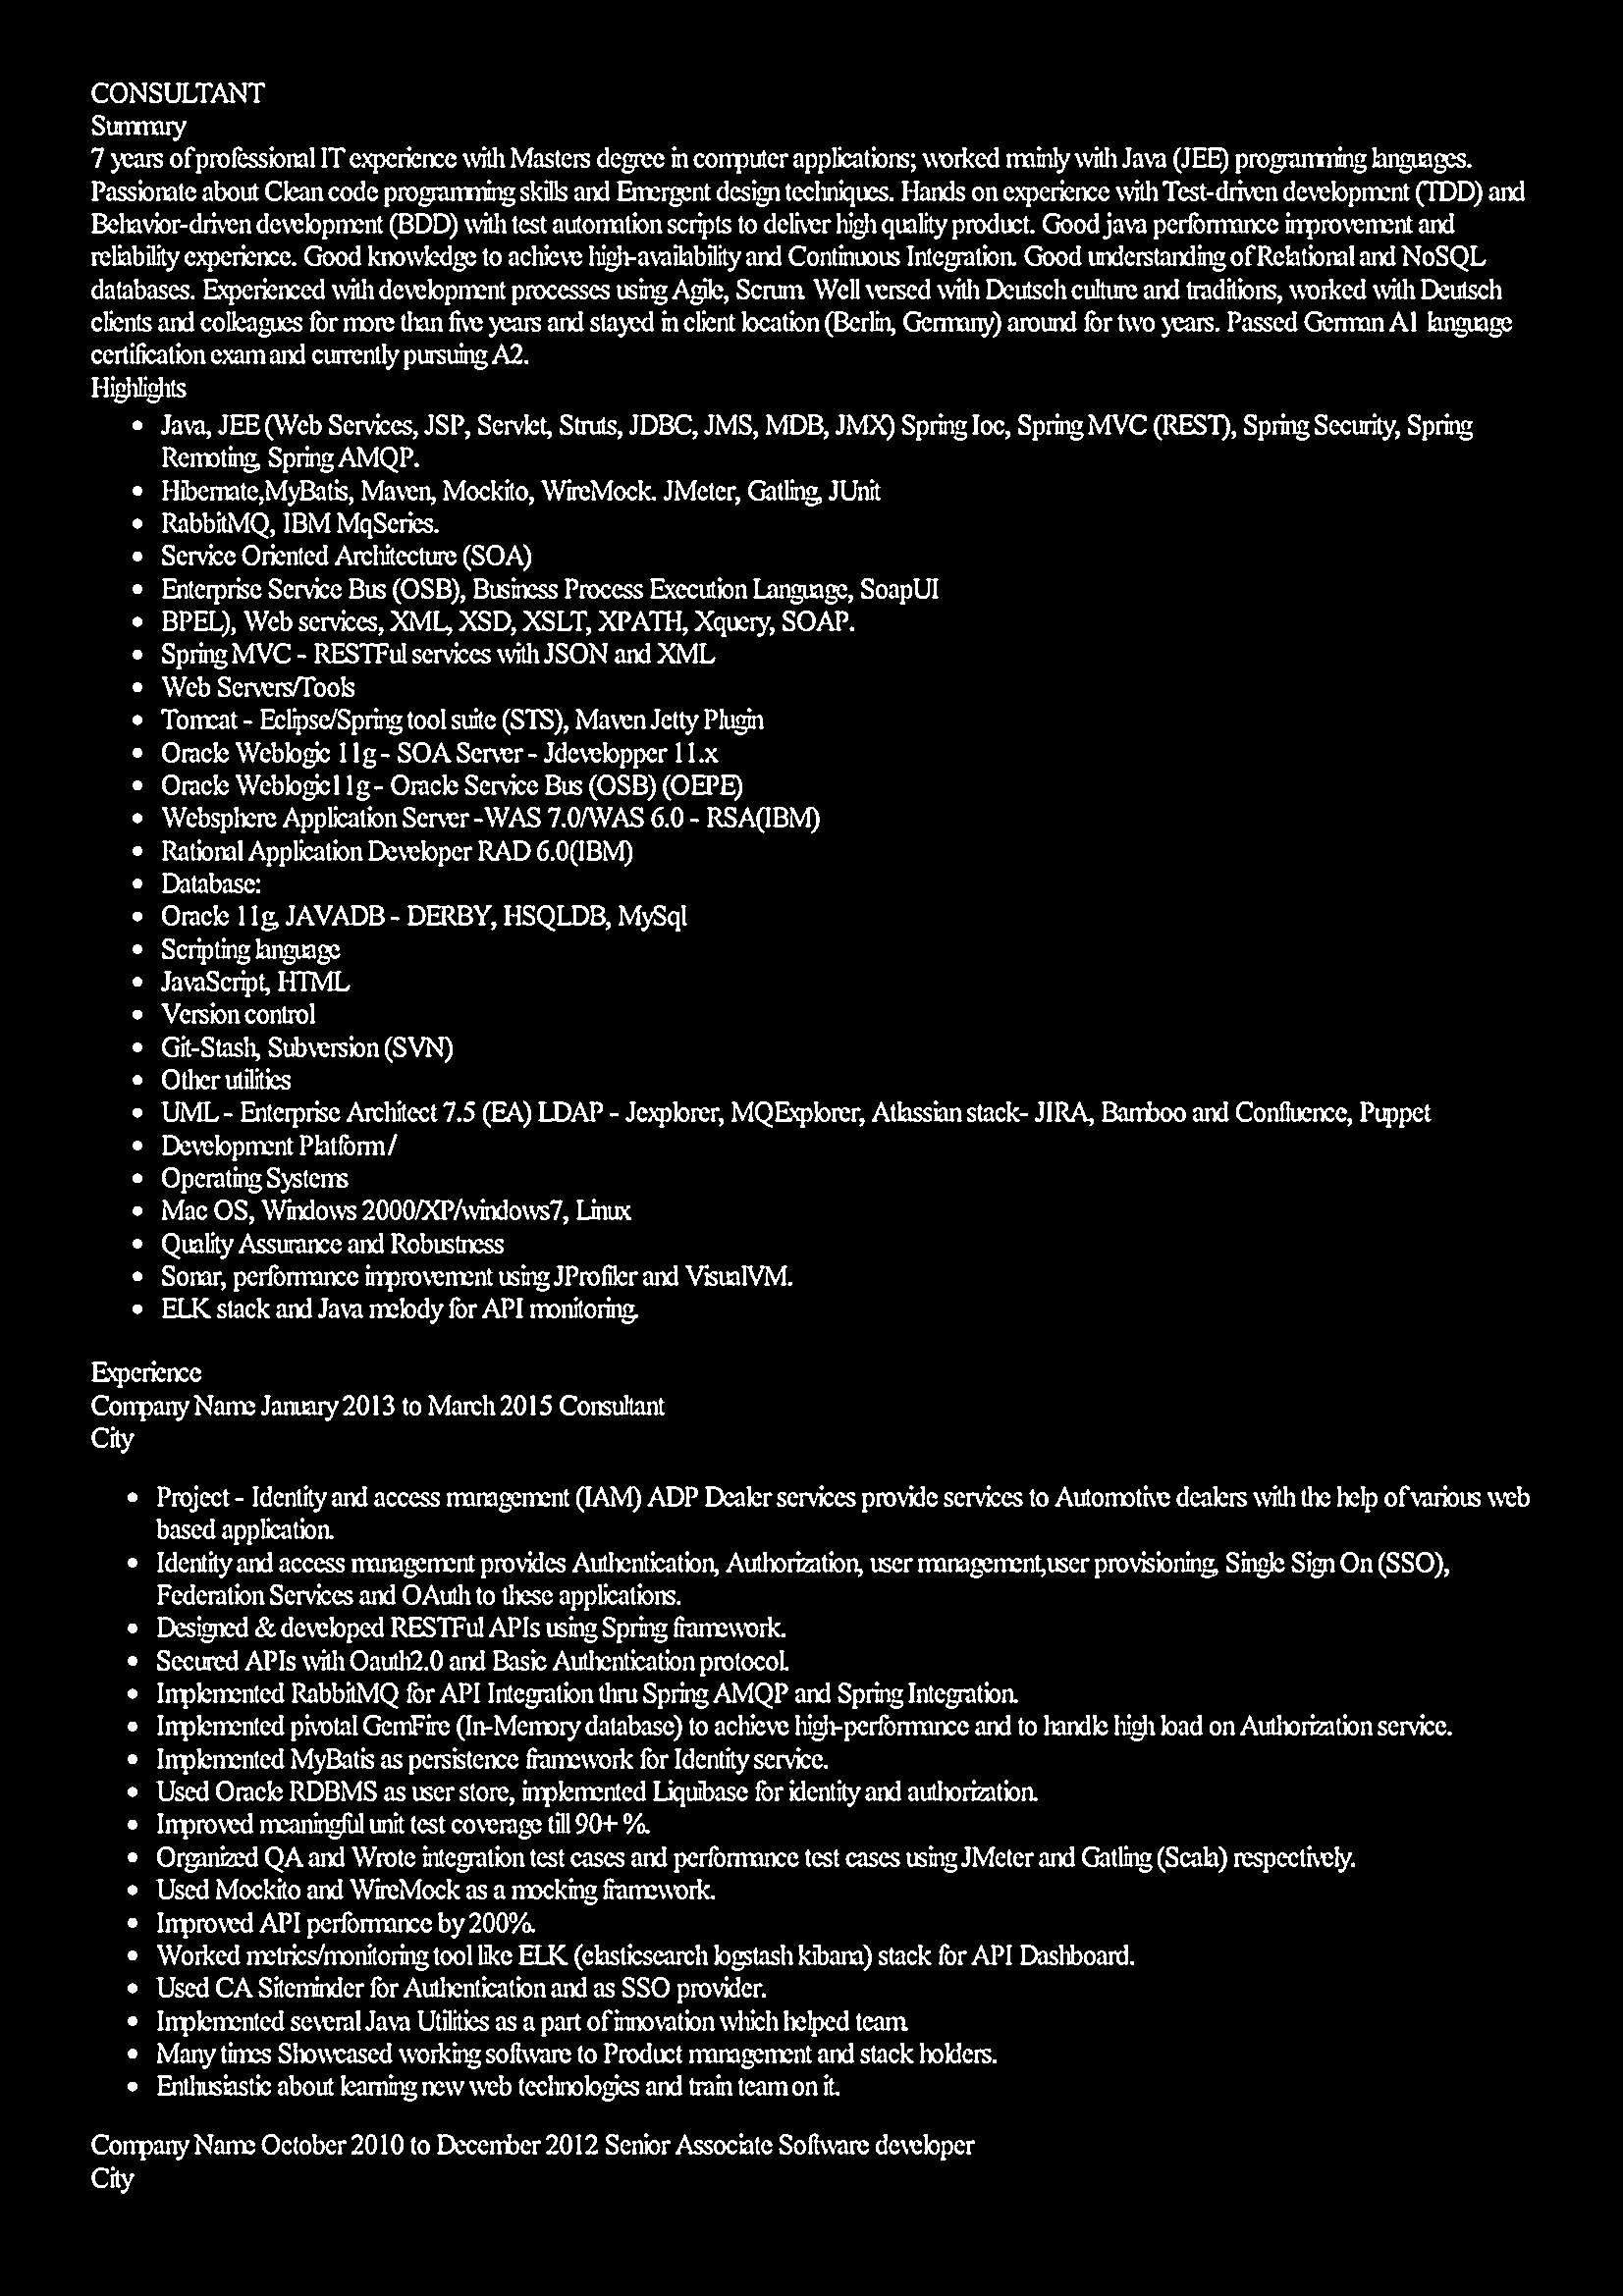 CONSULTANT
Summary
7 years of professional IT experience with Masters degree in computer applications; worked mainly with Java (JEE) programming languages.
Passionate about Clean code programming skills and Emergent design techniques. Hands on experience with Test-driven development (TDD) and
Behavior-driven development (BDD) with test automation scripts to deliver high quality product. Good java performance improvement and
reliability experience. Good knowledge to achieve high-availability and Continuous Integration. Good understanding of Relational and NoSQL
databases. Experienced with development processes using Agile, Scrum. Well versed with Deutsch culture and traditions, worked with Deutsch
clients and colleagues for more than five years and stayed in client location (Berlin, Germany) around for two years. Passed German A1 language
certification exam and currently pursuing A2.
Highlights
• Java, JEE (Web Services, JSP, Servlet, Struts, JDBC, JMS, MDB, JMX) Spring Ioc, Spring MVC (REST), Spring Security, Spring
Remoting, Spring AMQP.
• Hibernate,MyBatis, Maven, Mockito, WireMock. JMeter, Gatling, JUnit
• RabbitMQ, IBM MqSeries.
• Service Oriented Architecture (SOA)
• Enterprise Service Bus (OSB), Business Process Execution Language, SoapUI
• BPEL), Web services, XML, XSD, XSLT, XPATH, Xquery, SOAP.
• Spring MVC - RESTFul services with JSON and XML
• Web Servers/Tools
• Tomcat - Eclipse/Spring tool suite (STS), Maven Jetty Plugin
• Oracle Weblogic 11g - SOA Server - Jdevelopper 11.x
• Oracle Weblogic11g - Oracle Service Bus (OSB) (OEPE)
• Websphere Application Server -WAS 7.0/WAS 6.0 - RSA(IBM)
• Rational Application Developer RAD 6.0(IBM)
• Database:
• Oracle 11g, JAVADB - DERBY, HSQLDB, MySql
• Scripting language
• JavaScript, HTML
• Version control
• Git-Stash, Subversion (SVN)
• Other utilities
• UML - Enterprise Architect 7.5 (EA) LDAP - Jexplorer, MQExplorer, Atlassian stack- JIRA, Bamboo and Confluence, Puppet
• Development Platform /
• Operating Systems
• Mac OS, Windows 2000/XP/windows7, Linux
• Quality Assurance and Robustness
• Sonar, performance improvement using JProfiler and VisualVM.
• ELK stack and Java melody for API monitoring.
Experience
Company Name January 2013 to March 2015 Consultant
City
• Project - Identity and access management (IAM) ADP Dealer services provide services to Automotive dealers with the help of various web
based application.
• Identity and access management provides Authentication, Authorization, user management,user provisioning, Single Sign On (SSO),
Federation Services and OAuth to these applications.
• Designed & developed RESTFul APIs using Spring framework.
• Secured APIs with Oauth2.0 and Basic Authentication protocol.
• Implemented RabbitMQ for API Integration thru Spring AMQP and Spring Integration.
• Implemented pivotal GemFire (In-Memory database) to achieve high-performance and to handle high load on Authorization service.
• Implemented MyBatis as persistence framework for Identity service.
• Used Oracle RDBMS as user store, implemented Liquibase for identity and authorization.
• Improved meaningful unit test coverage till 90+ %.
• Organized QA and Wrote integration test cases and performance test cases using JMeter and Gatling (Scala) respectively.
• Used Mockito and WireMock as a mocking framework.
• Improved API performance by 200%.
• Worked metrics/monitoring tool like ELK (elasticsearch logstash kibana) stack for API Dashboard.
• Used CA Siteminder for Authentication and as SSO provider.
• Implemented several Java Utilities as a part of innovation which helped team.
• Many times Showcased working software to Product management and stack holders.
• Enthusiastic about learning new web technologies and train team on it.
Company Name October 2010 to December 2012 Senior Associate Software developer
City